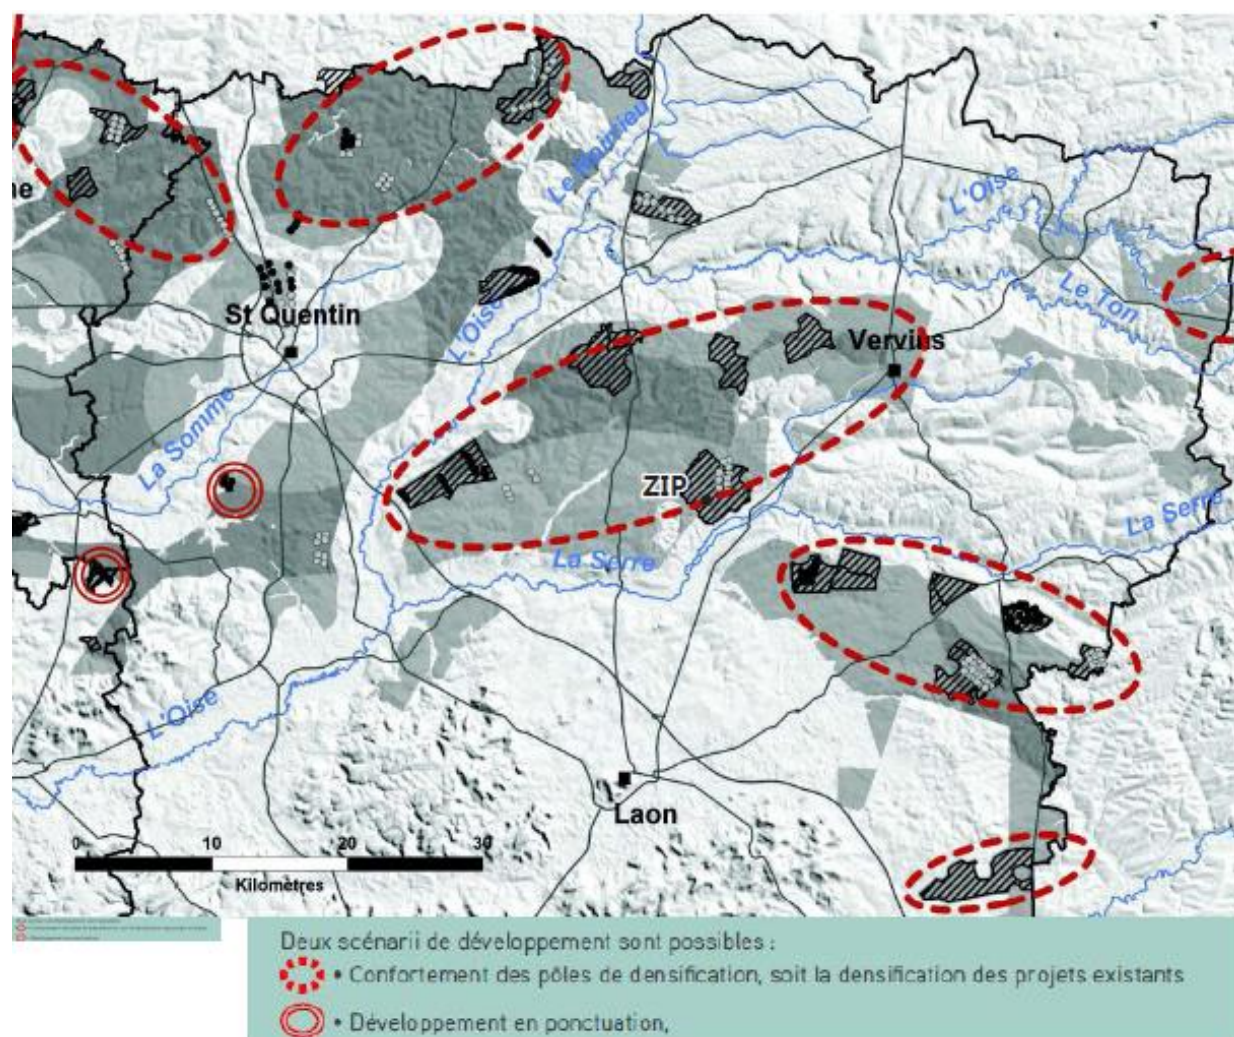 ne
Le Noirrieu
L'Oise
L'Oise
Le Ton
St Quentin
Vervins
La Somme
ZIP
La Serre
La Serre
L'Oise
Laon
0 10 20 30
Kilomètres
Deux scénarii de développement sont possibles :
• Confortement des pôles de densification, soit la densification des projets existants
• Développement en ponctuation,